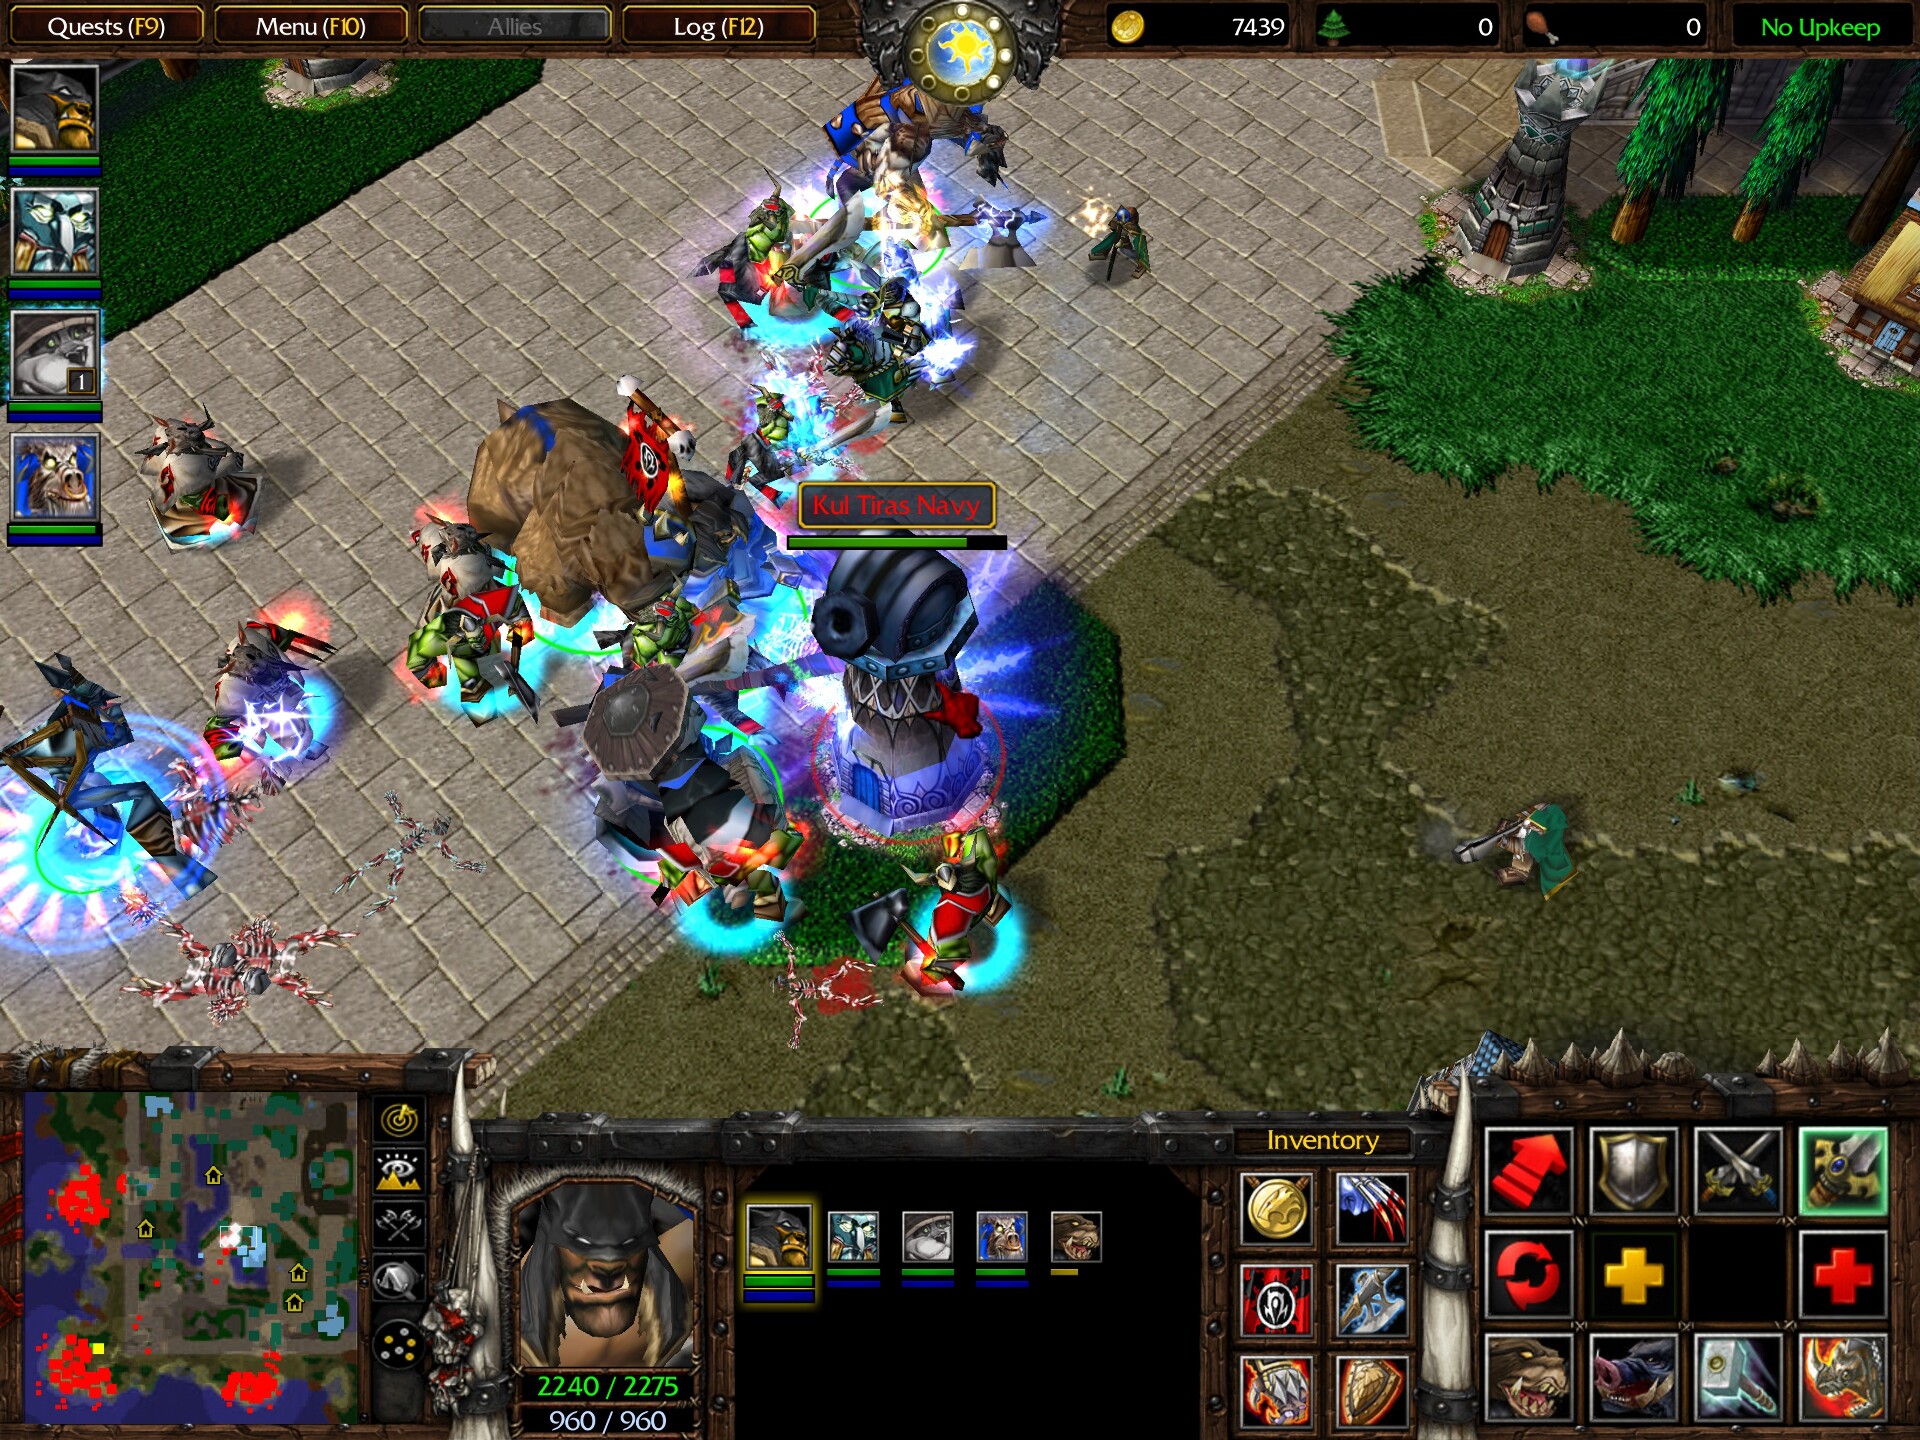 Quests (F9) Menu (F10) Allies Log (F12) 7439 0 0 No Upkeep
1
Kul Tiras Navy
Inventory
2240 / 2275
960 / 960